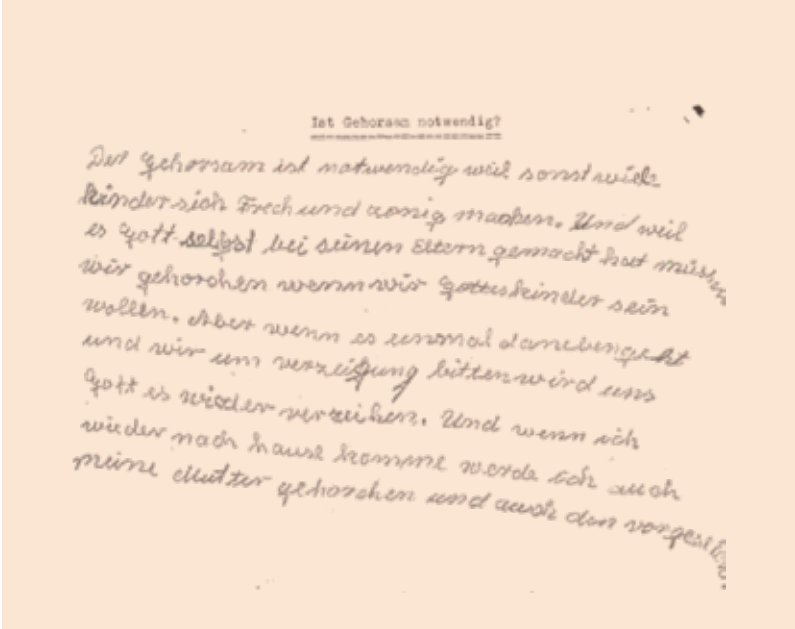 Ist Gehorsam notwendig?
Der Gehorsam ist notwendig weil sonst sich
kinder sich Frech und zornig machen. Und weil
es Gott selbst bei seinen Eltern gemacht hat müssen
wir gehorchen wenn wir Gotteskinder sein
wollen. Aber wenn es einmal danebengeht
und wir um verzeigung bitten wird uns
Gott es wieder verzeihen. Und wenn ich
wieder nach hause komme werde ich auch
meine Mutter gehorchen und auch den